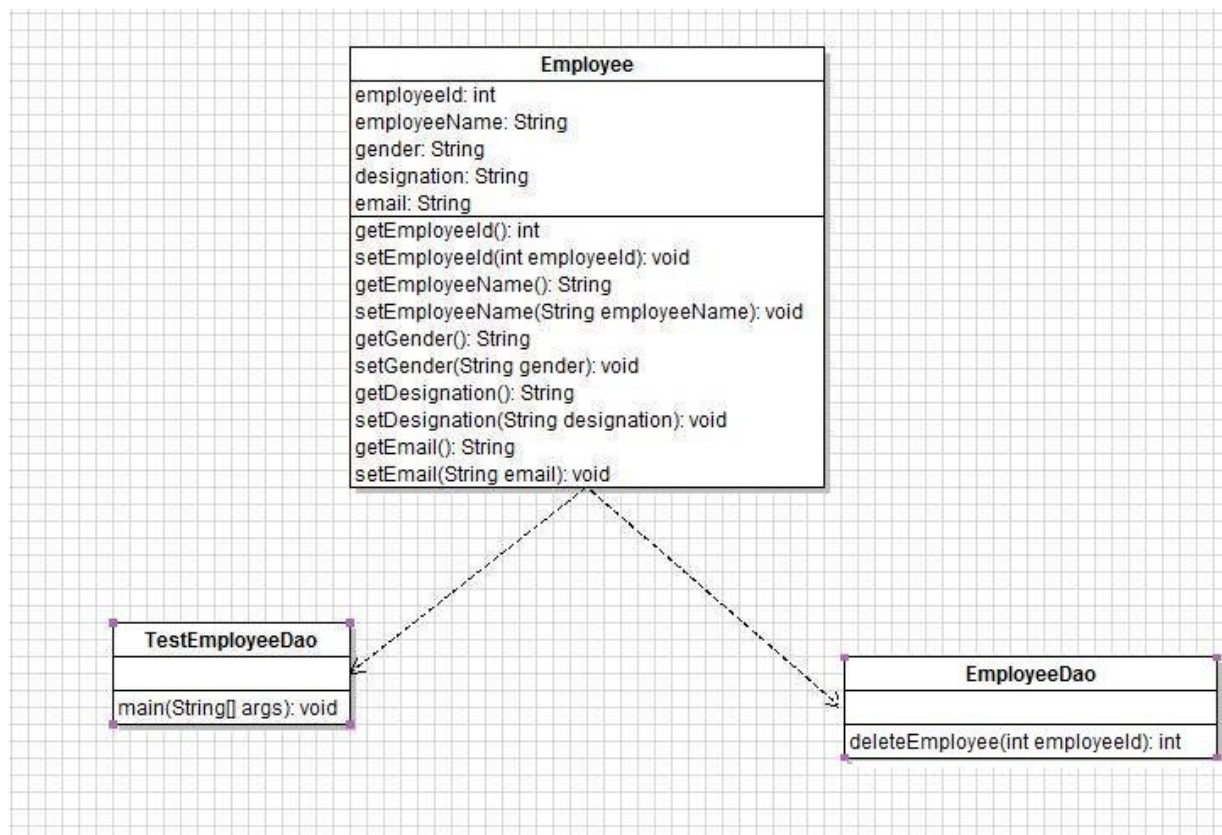 Employee
employeeId: int
employeeName: String
gender: String
designation: String
email: String
getEmployeeId(): int
setEmployeeId(int employeeId): void
getEmployeeName(): String
setEmployeeName(String employeeName): void
getGender(): String
setGender(String gender): void
getDesignation(): String
setDesignation(String designation): void
getEmail(): String
setEmail(String email): void
TestEmployeeDao
main(String[] args): void
EmployeeDao
deleteEmployee(int employeeId): int